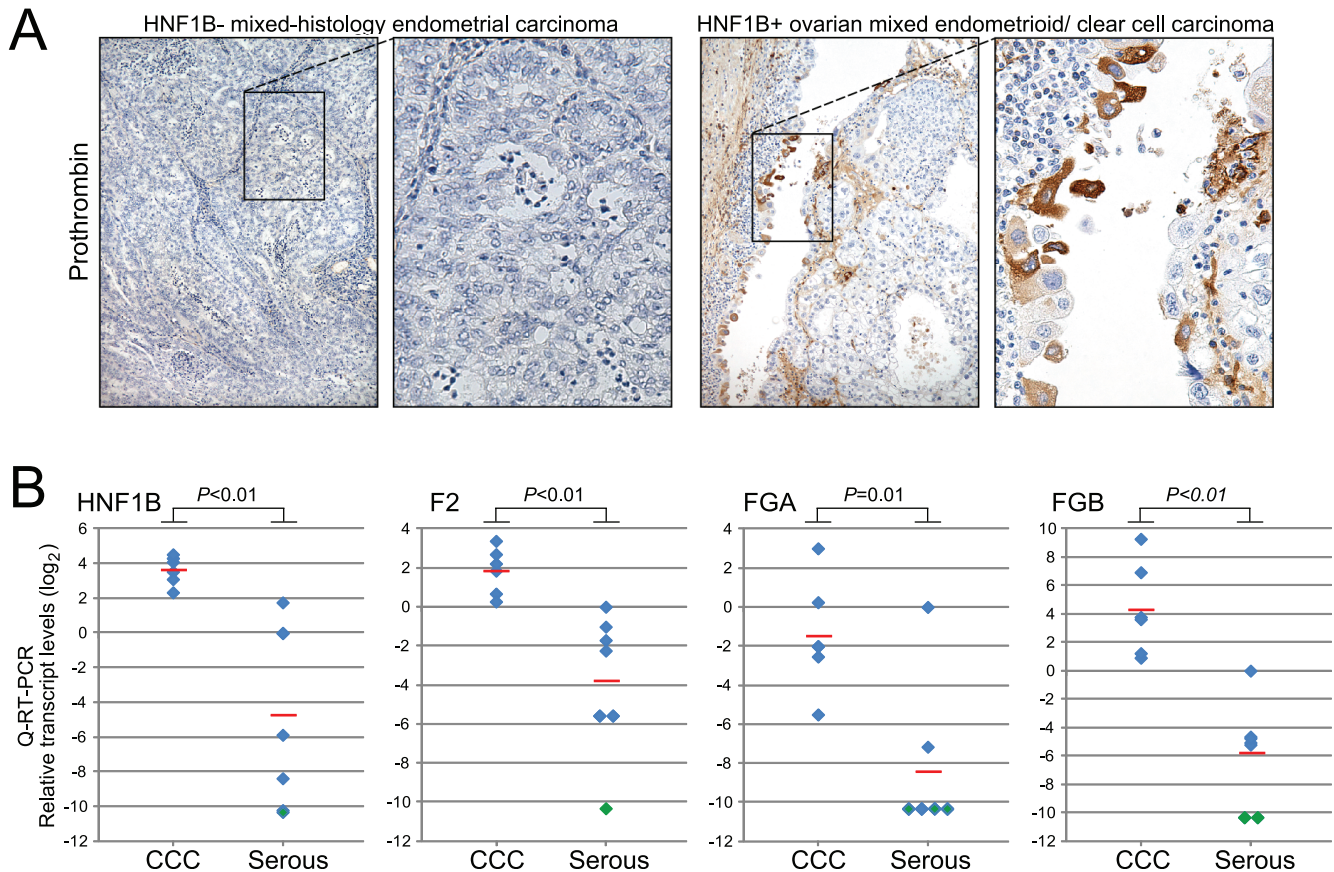 A
HNF1B- mixed-histology endometrial carcinoma
HNF1B+ ovarian mixed endometrioid/ clear cell carcinoma
Prothrombin
B
HNF1B
P<0.01
F2
P<0.01
FGA
P=0.01
FGB
P<0.01
Q-RT-PCR
Relative transcript levels (log2)
6
4
2
0
-2
-4
-6
-8
-10
-12
CCC
Serous
4
2
0
-2
-4
-6
-8
-10
-12
CCC
Serous
4
2
0
-2
-4
-6
-8
-10
-12
CCC
Serous
10
8
6
4
2
0
-2
-4
-6
-8
-10
-12
CCC
Serous